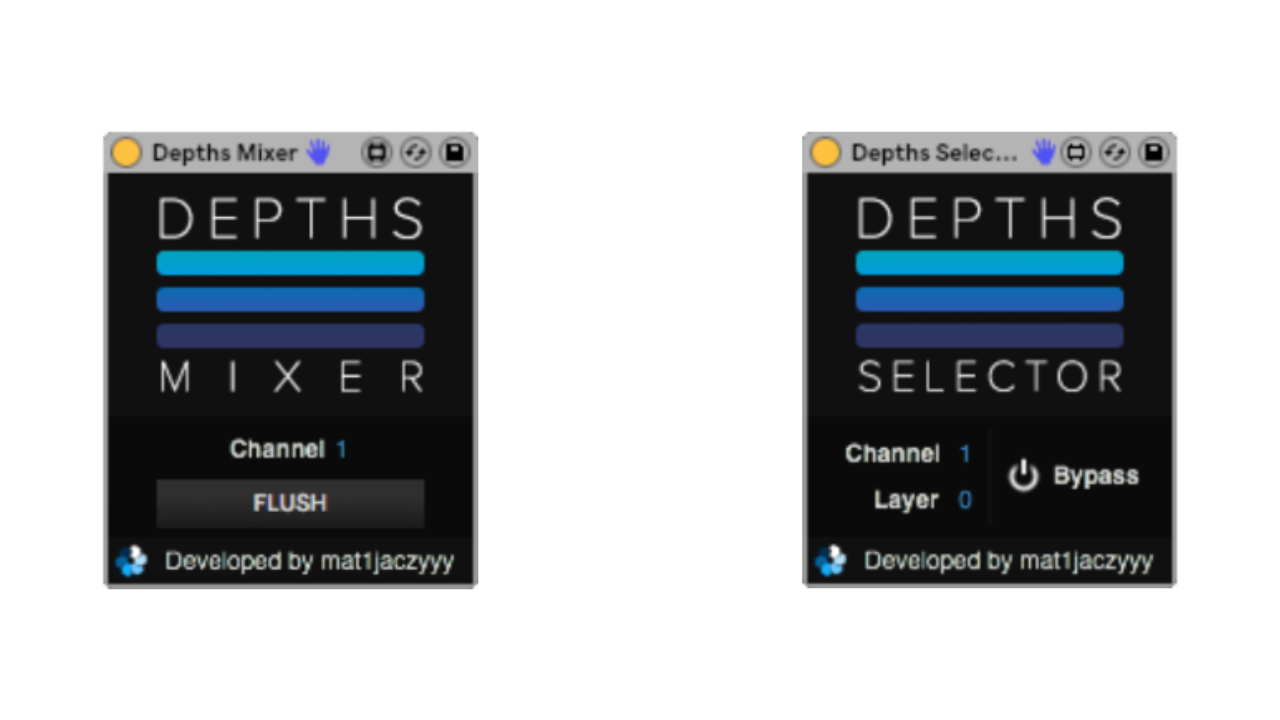 Depths Mixer
DEPTHS
MIXER
Channel 1
FLUSH
Developed by mat1jaczyyy
Depths Selec...
DEPTHS
SELECTOR
Channel 1
Layer 0
Bypass
Developed by mat1jaczyyy